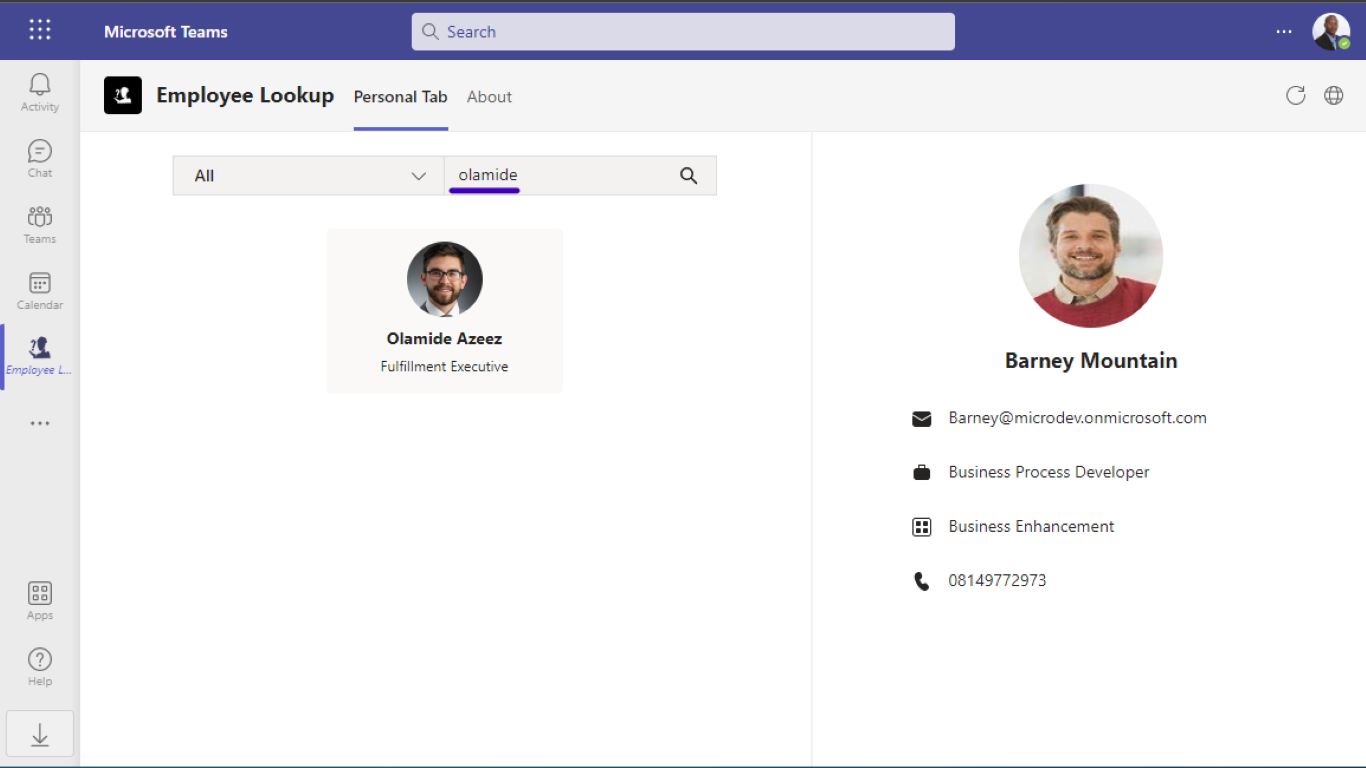 Microsoft Teams
Search
Activity
Chat
Teams
Calendar
Employee L...
Apps
Help
Employee Lookup
Personal Tab
About
All
olamide
Olamide Azeez
Fulfillment Executive
Barney Mountain
Barney@microdev.onmicrosoft.com
Business Process Developer
Business Enhancement
08149772973